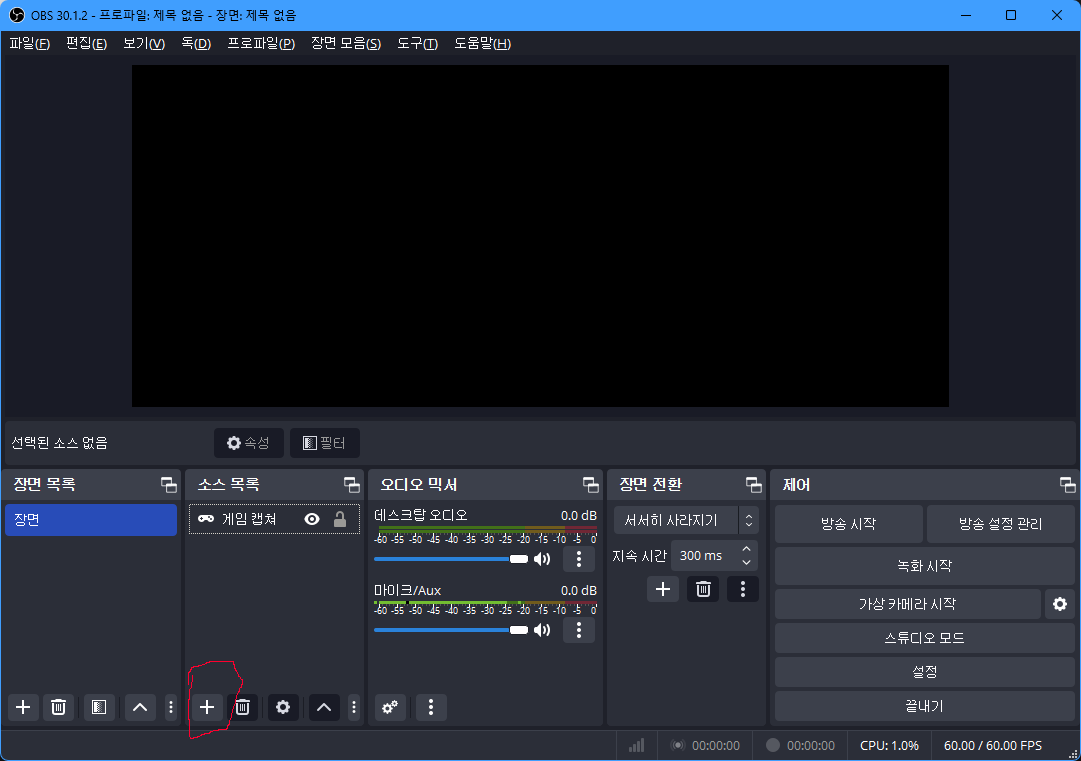 OBS 30.1.2 - 프로파일: 제목 없음 - 장면: 제목 없음
파일(F) 편집(E) 보기(V) 독(D) 프로파일(P) 장면 모음(S) 도구(T) 도움말(H)
선택된 소스 없음 속성 필터
장면 목록
장면
소스 목록
게임 캡쳐
오디오 믹서
데스크탑 오디오 0.0 dB
-60 -55 -50 -45 -40 -35 -30 -25 -20 -15 -10 -5 0
마이크/Aux 0.0 dB
-60 -55 -50 -45 -40 -35 -30 -25 -20 -15 -10 -5 0
장면 전환
서서히 사라지기
지속 시간 300 ms
제어
방송 시작 방송 설정 관리
녹화 시작
가상 카메라 시작
스튜디오 모드
설정
끝내기
00:00:00 00:00:00 CPU: 1.0% 60.00 / 60.00 FPS